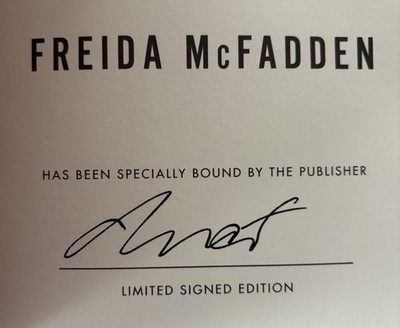 FREIDA McFADDEN
HAS BEEN SPECIALLY BOUND BY THE PUBLISHER
LIMITED SIGNED EDITION